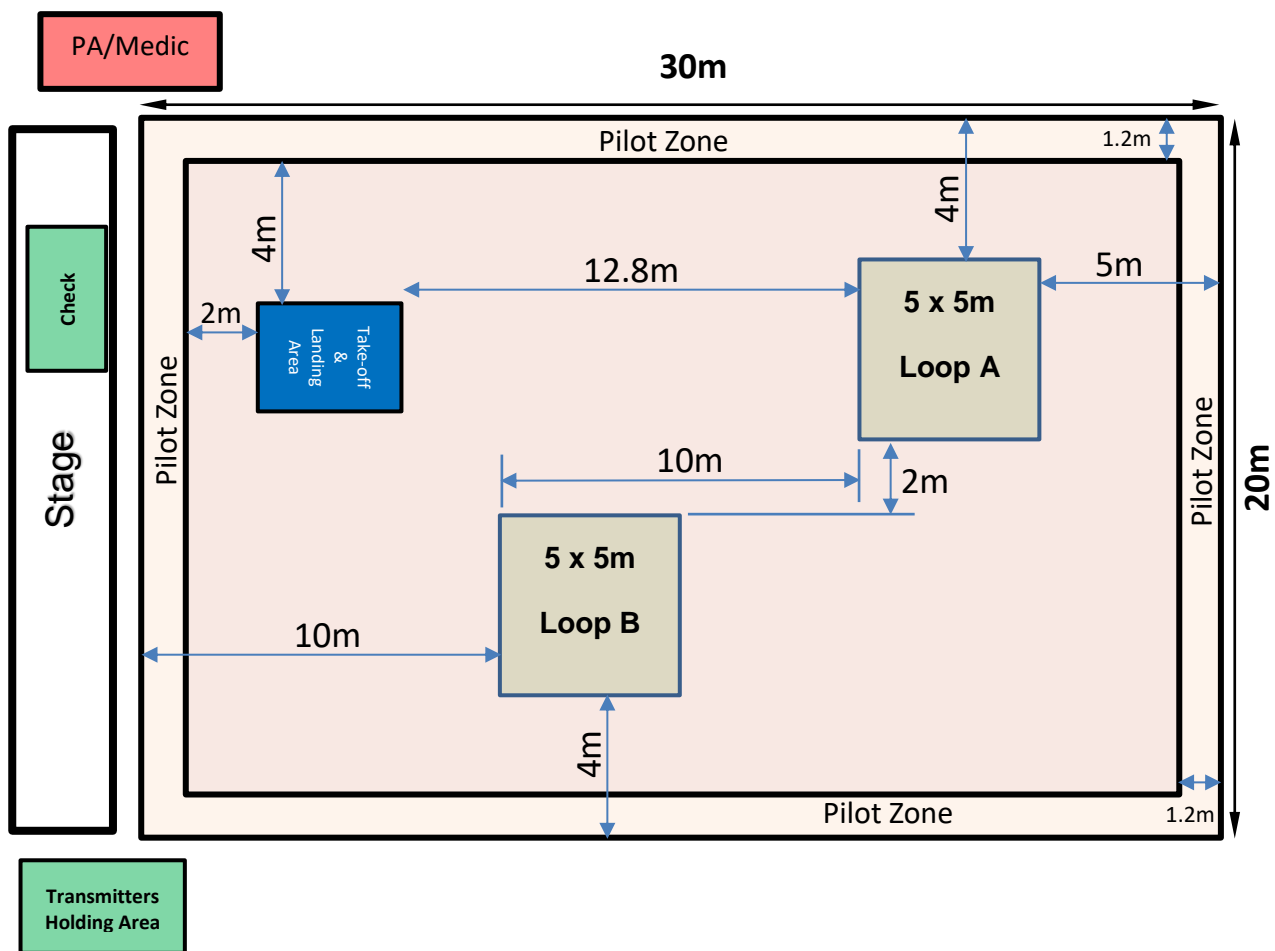 PA/Medic
30m
Pilot Zone
1.2m
4m
4m
20m
Check
12.8m
5m
5 x 5m
Loop A
2m
Take-off
&
Landing
Area
Stage
Pilot Zone
Pilot Zone
10m
2m
5 x 5m
Loop B
10m
4m
Pilot Zone
1.2m
Transmitters
Holding Area